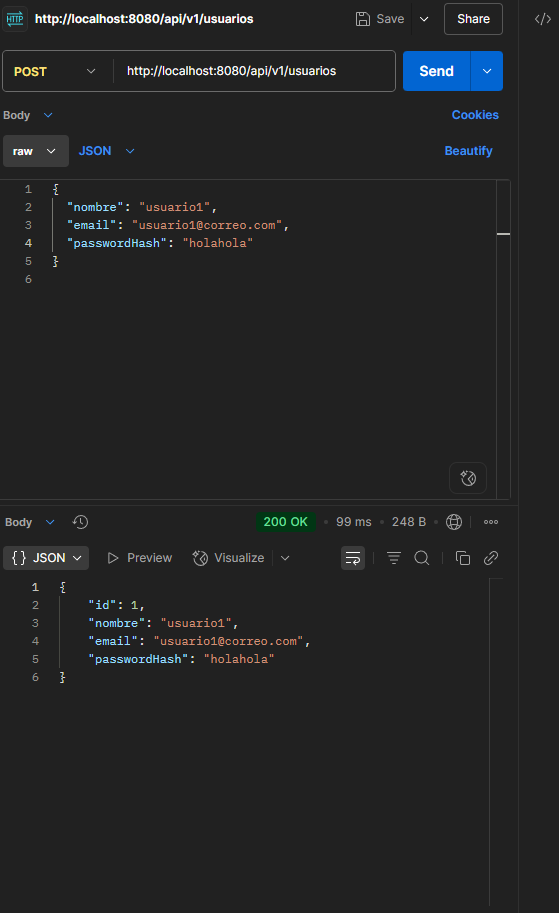 HTTP http://localhost:8080/api/v1/usuarios Save Share </>
POST http://localhost:8080/api/v1/usuarios Send
Body Cookies
raw JSON Beautify
1 {
2 "nombre": "usuario1",
3 "email": "usuario1@correo.com",
4 "passwordHash": "holahola"
5 }
6
Body 200 OK • 99 ms • 248 B •
{} JSON Preview Visualize
1 {
2 "id": 1,
3 "nombre": "usuario1",
4 "email": "usuario1@correo.com",
5 "passwordHash": "holahola"
6 }